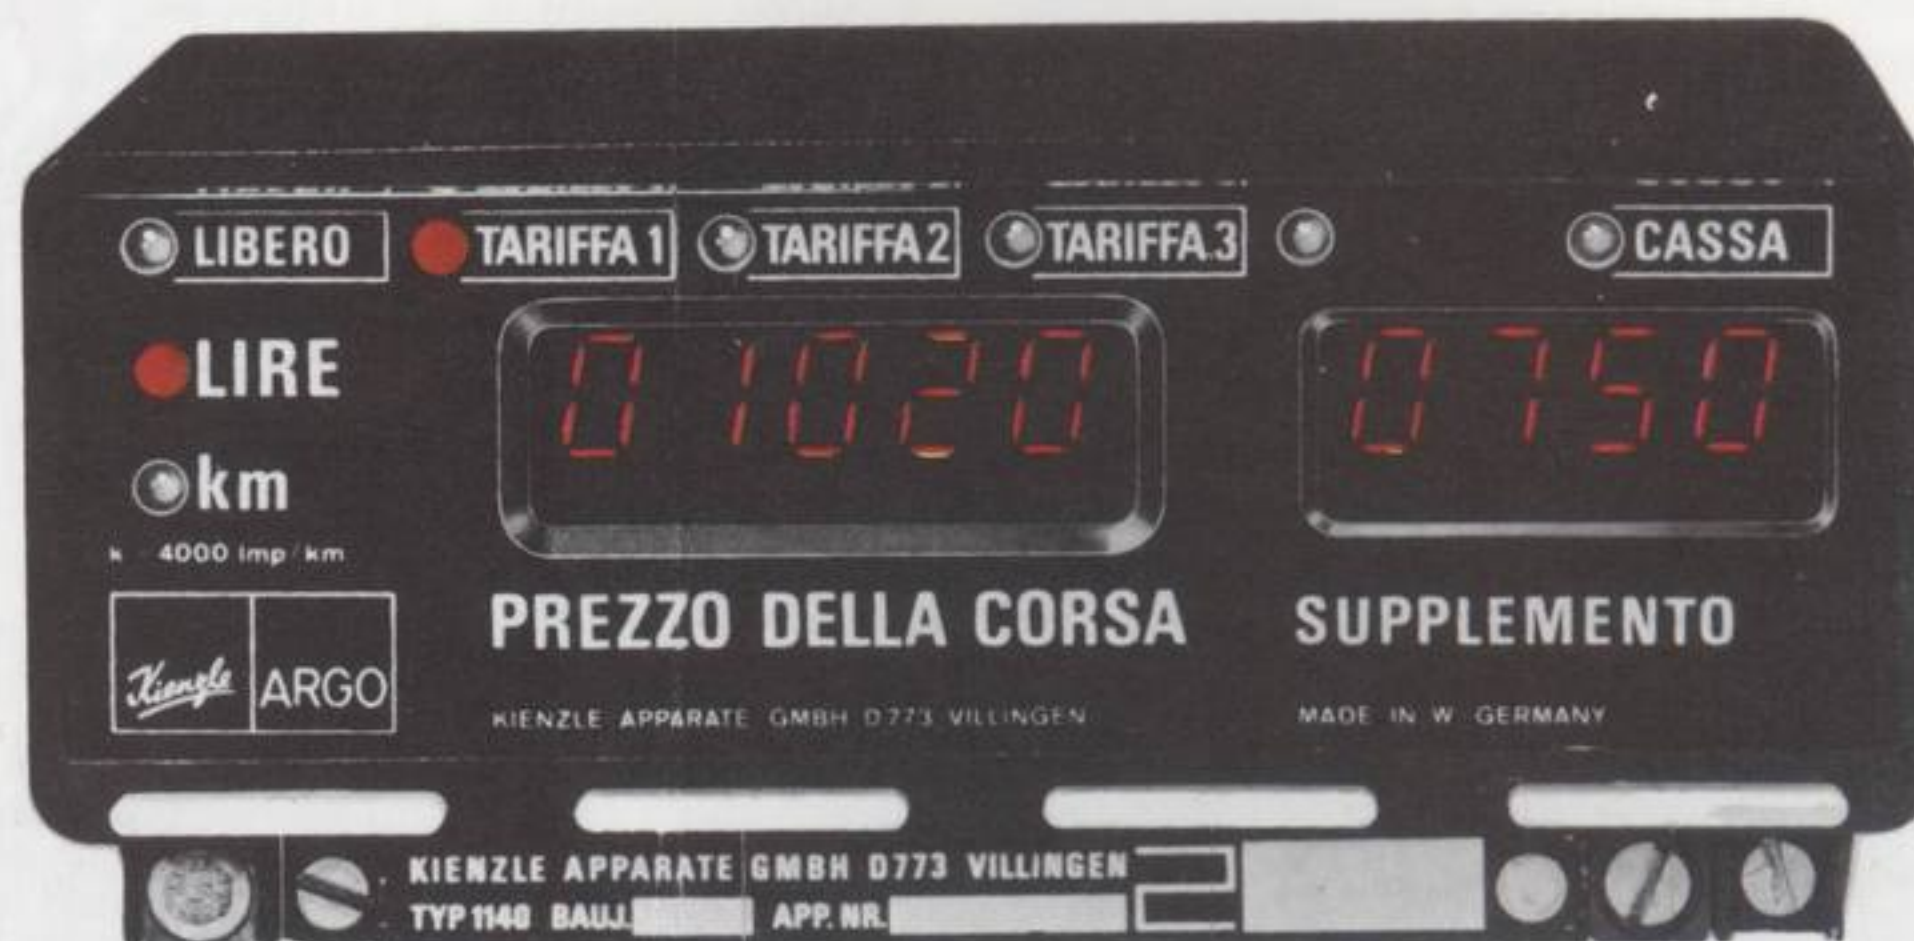 LIBERO TARIFFA 1 TARIFFA 2 TARIFFA.3 CASSA
LIRE
01020 0750
km
k 4000 Imp/km
PREZZO DELLA CORSA SUPPLEMENTO
Kienzle ARGO
KIENZLE APPARATE GMBH D773 VILLINGEN MADE IN W. GERMANY
KIENZLE APPARATE GMBH D773 VILLINGEN
TYP 1140 BAUJ. APP. NR.